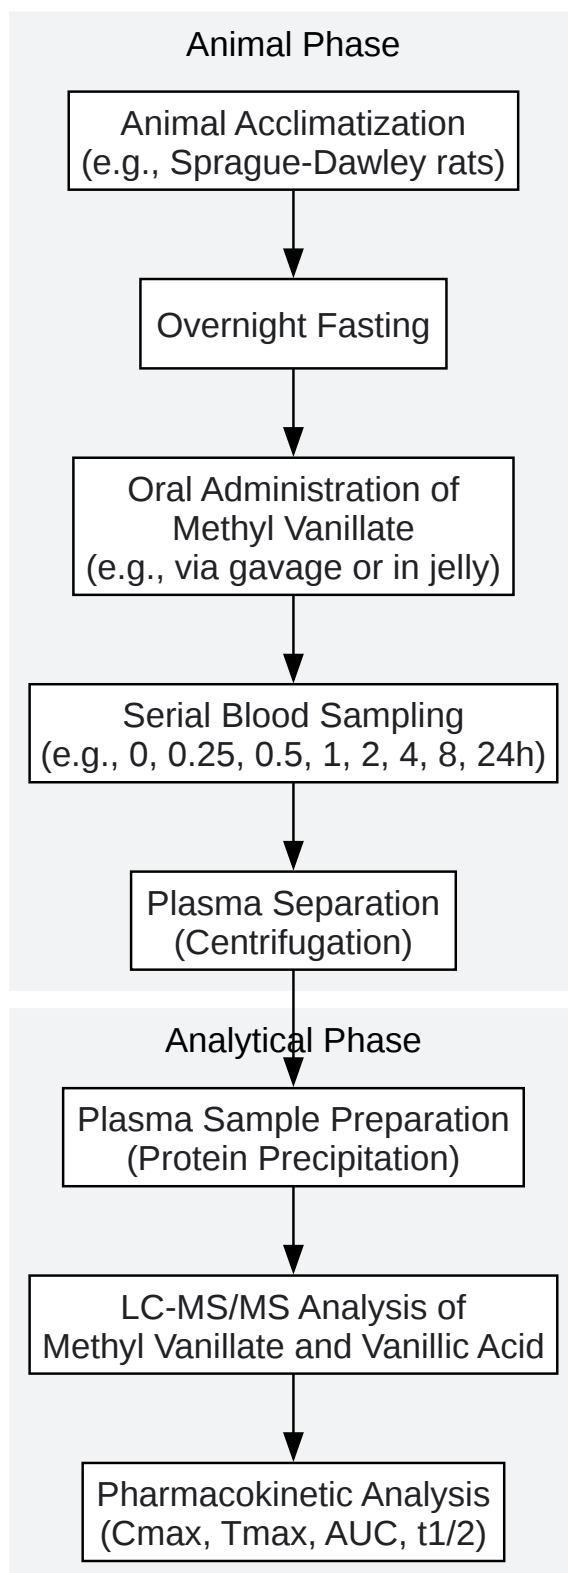 Animal Phase
Animal Acclimatization
(e.g., Sprague-Dawley rats)
Overnight Fasting
Oral Administration of
Methyl Vanillate
(e.g., via gavage or in jelly)
Serial Blood Sampling
(e.g., 0, 0.25, 0.5, 1, 2, 4, 8, 24h)
Plasma Separation
(Centrifugation)
Analytical Phase
Plasma Sample Preparation
(Protein Precipitation)
LC-MS/MS Analysis of
Methyl Vanillate and Vanillic Acid
Pharmacokinetic Analysis
(Cmax, Tmax, AUC, t1/2)